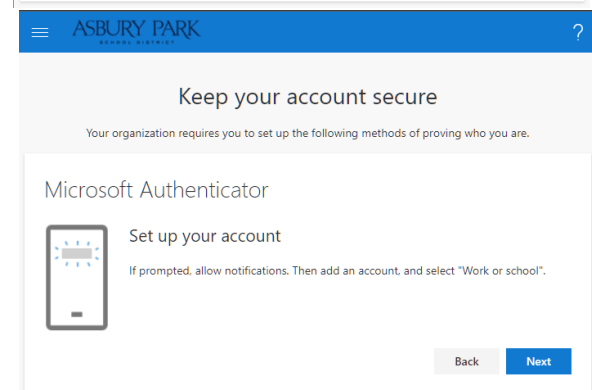 ASBURY PARK
SCHOOL DISTRICT
?
Keep your account secure
Your organization requires you to set up the following methods of proving who you are.
Microsoft Authenticator
Set up your account
If prompted, allow notifications. Then add an account, and select "Work or school".
Back Next